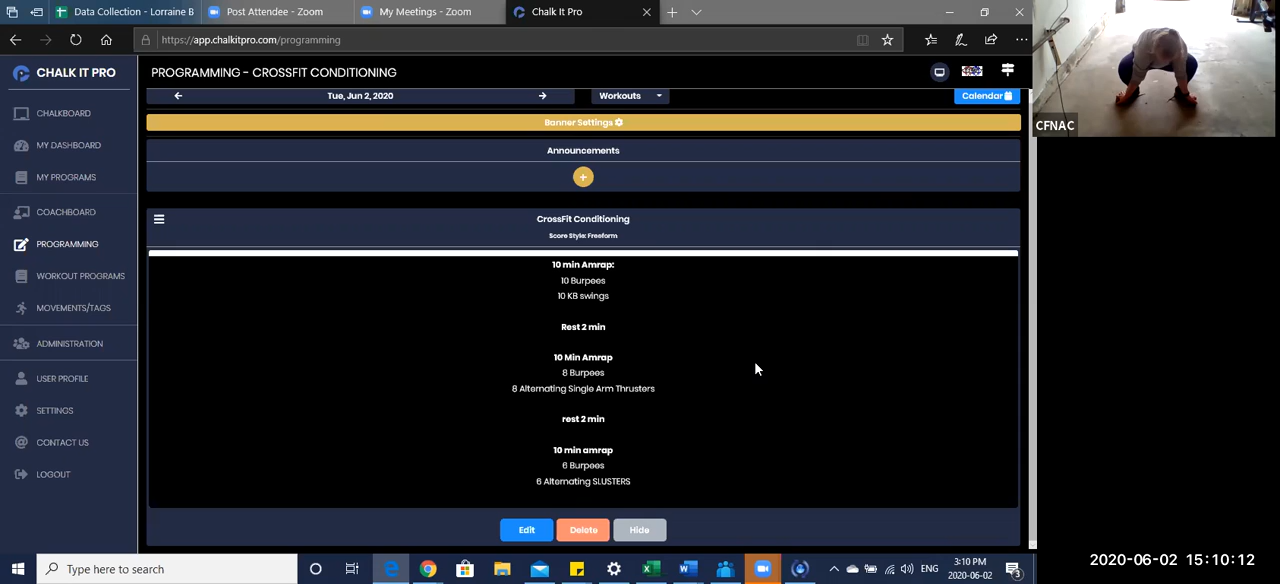 Data Collection - Lorraine B
Post Attendee - Zoom
My Meetings - Zoom
Chalk It Pro
https://app.chalkitpro.com/programming
CHALK IT PRO
PROGRAMMING - CROSSFIT CONDITIONING
CHALKBOARD
MY DASHBOARD
MY PROGRAMS
COACHBOARD
PROGRAMMING
WORKOUT PROGRAMS
MOVEMENTS/TAGS
ADMINISTRATION
USER PROFILE
SETTINGS
CONTACT US
LOGOUT
Tue, Jun 2, 2020
Workouts
Calendar
Banner Settings
Announcements
+
CrossFit Conditioning
Score Style: Freeform
10 min Amrap:
10 Burpees
10 KB swings
Rest 2 min
10 Min Amrap
8 Burpees
8 Alternating Single Arm Thrusters
rest 2 min
10 min amrap
6 Burpees
6 Alternating SLUSTERS
Edit
Delete
Hide
CFNAC
Type here to search
ENG
3:10 PM
2020-06-02
3
2020-06-02 15:10:12